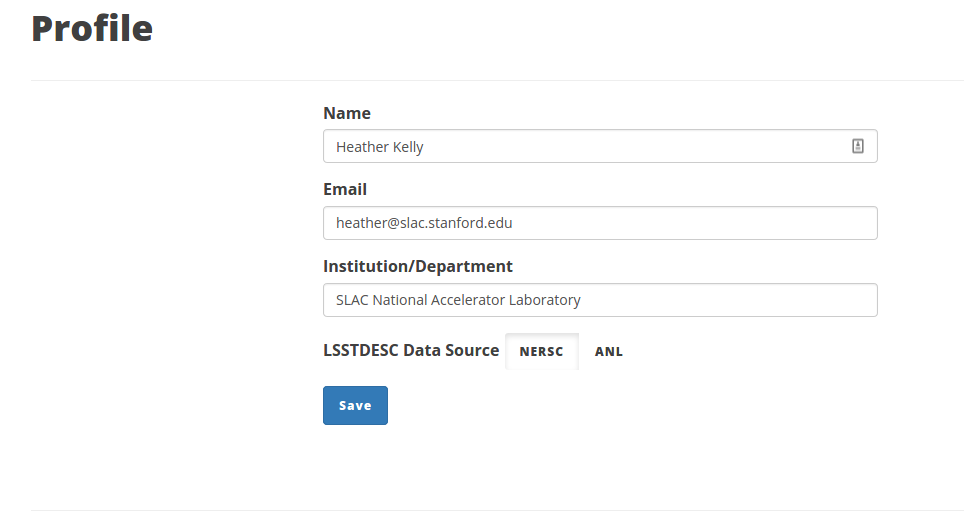 Profile
Name
Heather Kelly
Email
heather@slac.stanford.edu
Institution/Department
SLAC National Accelerator Laboratory
LSSTDESC Data Source NERSC ANL
Save